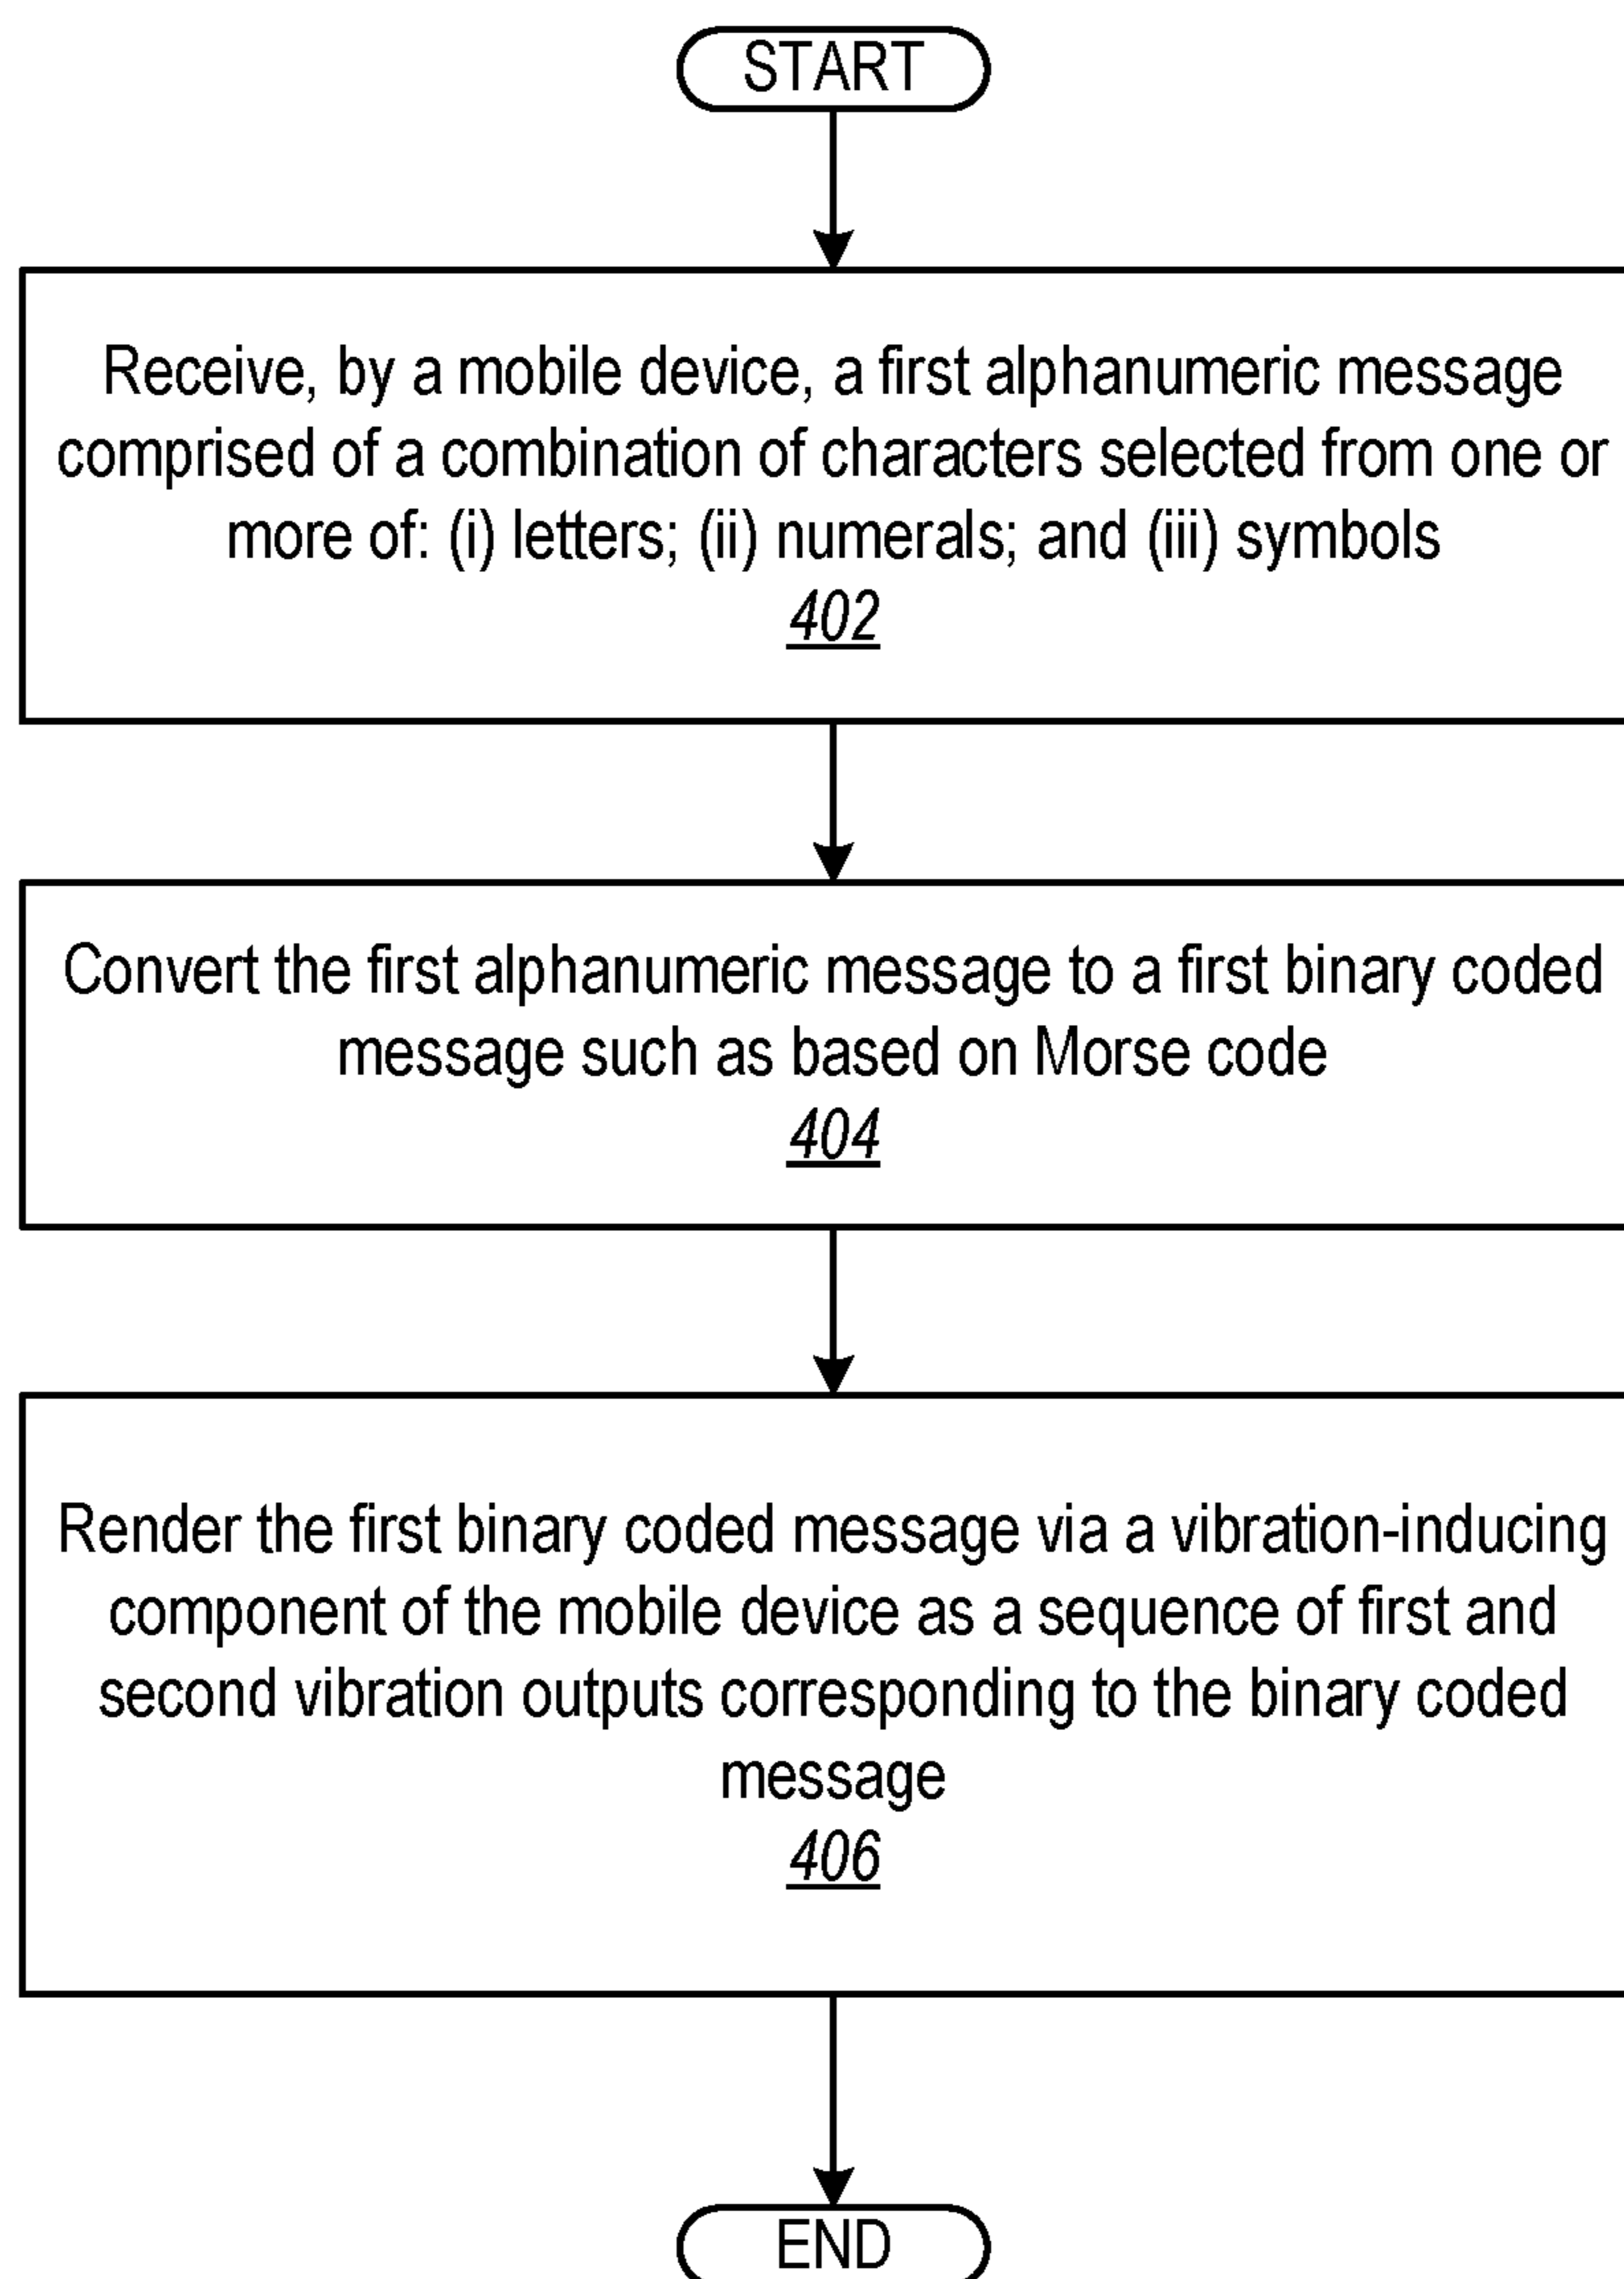 START
Receive, by a mobile device, a first alphanumeric message
comprised of a combination of characters selected from one or
more of: (i) letters; (ii) numerals; and (iii) symbols
402
Convert the first alphanumeric message to a first binary coded
message such as based on Morse code
404
Render the first binary coded message via a vibration-inducing
component of the mobile device as a sequence of first and
second vibration outputs corresponding to the binary coded
message
406
END